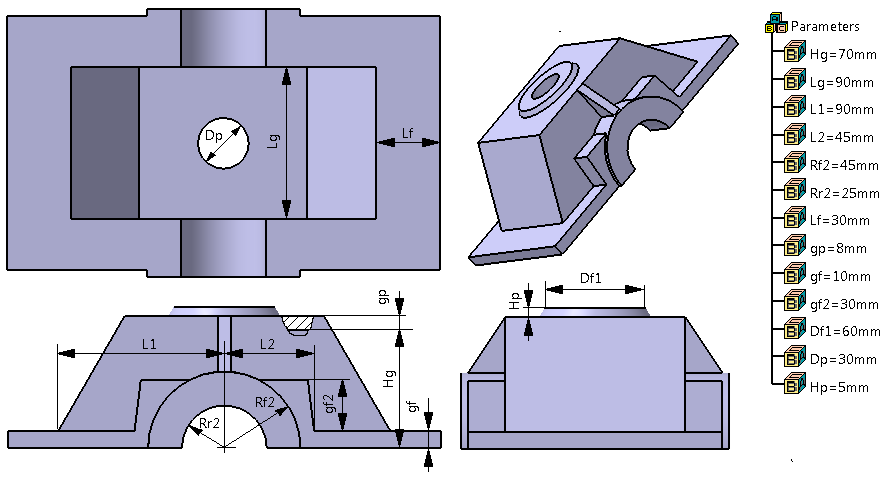 Dp
Lg
Lf
gp
L1
L2
Hg
gf2
gf
Rf2
Rr2
Hp
Df1
Parameters
Hg=70mm
Lg=90mm
L1=90mm
L2=45mm
Rf2=45mm
Rr2=25mm
Lf=30mm
gp=8mm
gf=10mm
gf2=30mm
Df1=60mm
Dp=30mm
Hp=5mm